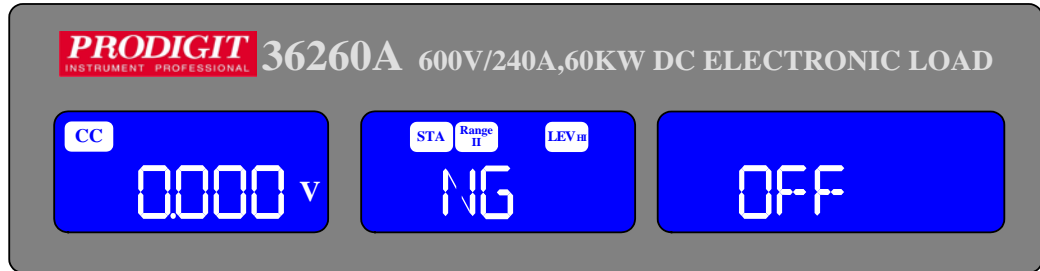 PRODIGIT
INSTRUMENT PROFESSIONAL
36260A 600V/240A,60KW DC ELECTRONIC LOAD
CC
STA Range II LEV HI
0.000 V
NG
OFF